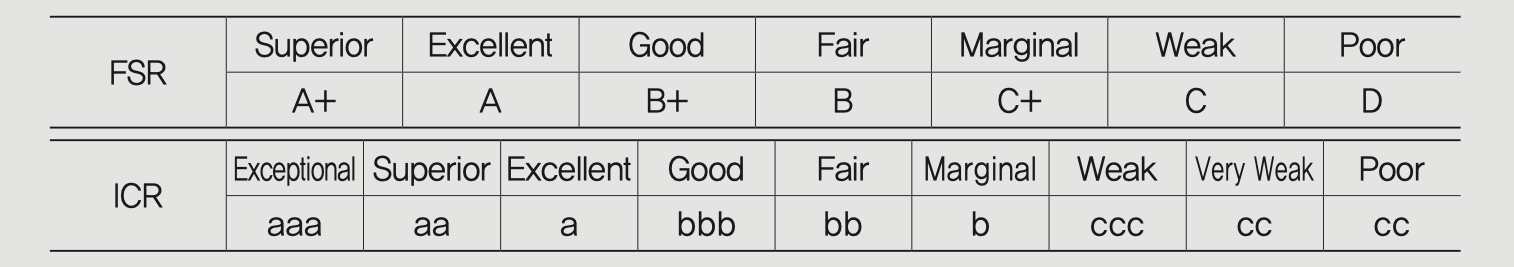 FSR Superior Excellent Good Fair Marginal Weak Poor
A+ A B+ B C+ C D
ICR Exceptional Superior Excellent Good Fair Marginal Weak Very Weak Poor
aaa aa a bbb bb b ccc cc cc